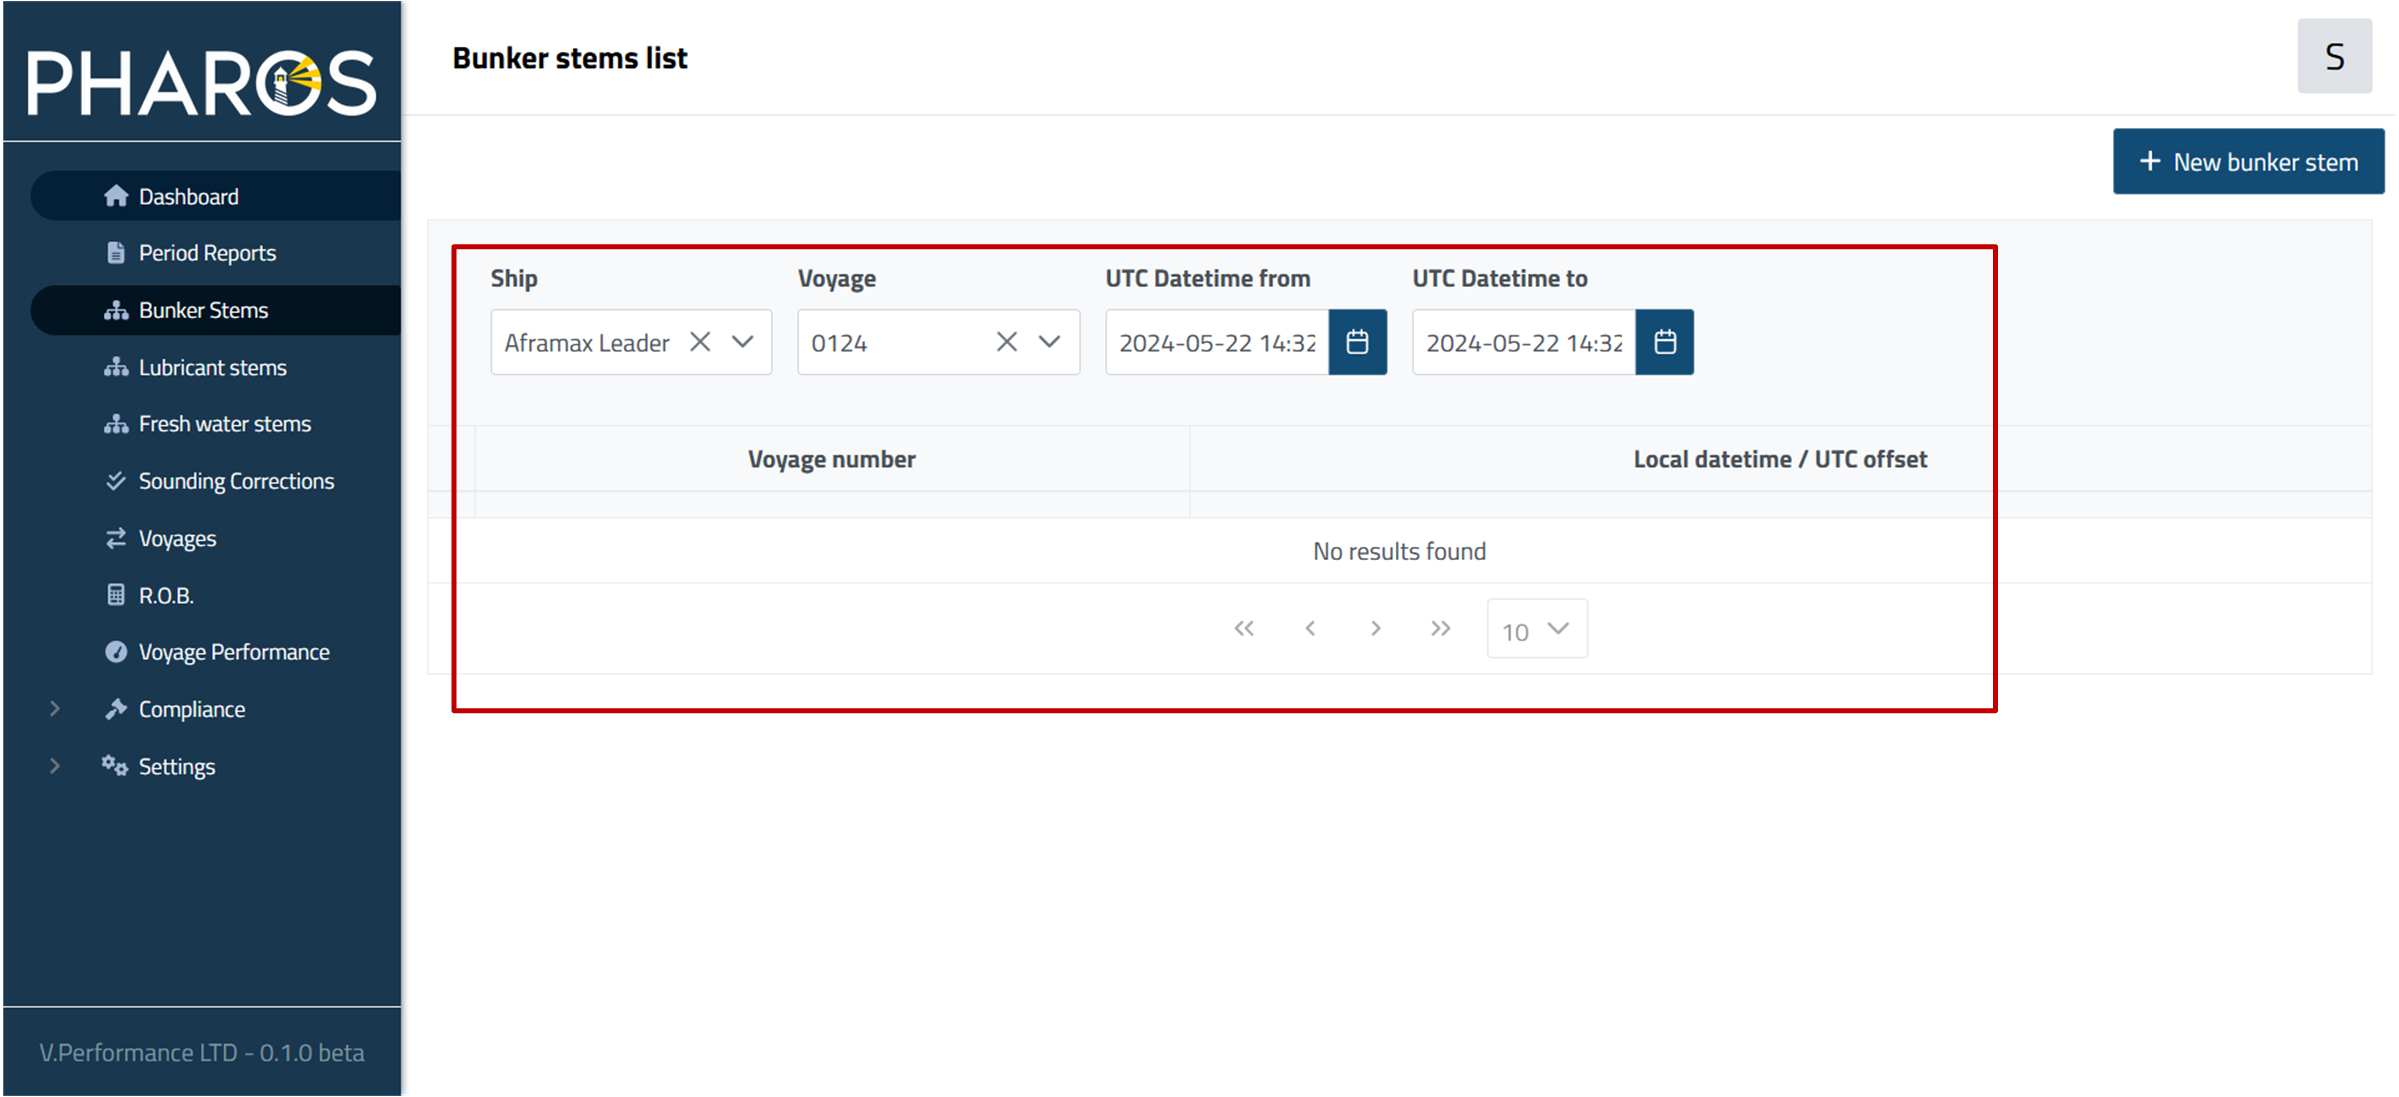 PHAROS
Bunker stems list
S
New bunker stem
Dashboard
Period Reports
Bunker Stems
Lubricant stems
Fresh water stems
Sounding Corrections
Voyages
R.O.B.
Voyage Performance
Compliance
Settings
V.Performance LTD - 0.1.0 beta
Ship Voyage UTC Datetime from UTC Datetime to
Aframax Leader 0124 2024-05-22 14:32 2024-05-22 14:32
Voyage number Local datetime / UTC offset
No results found
10